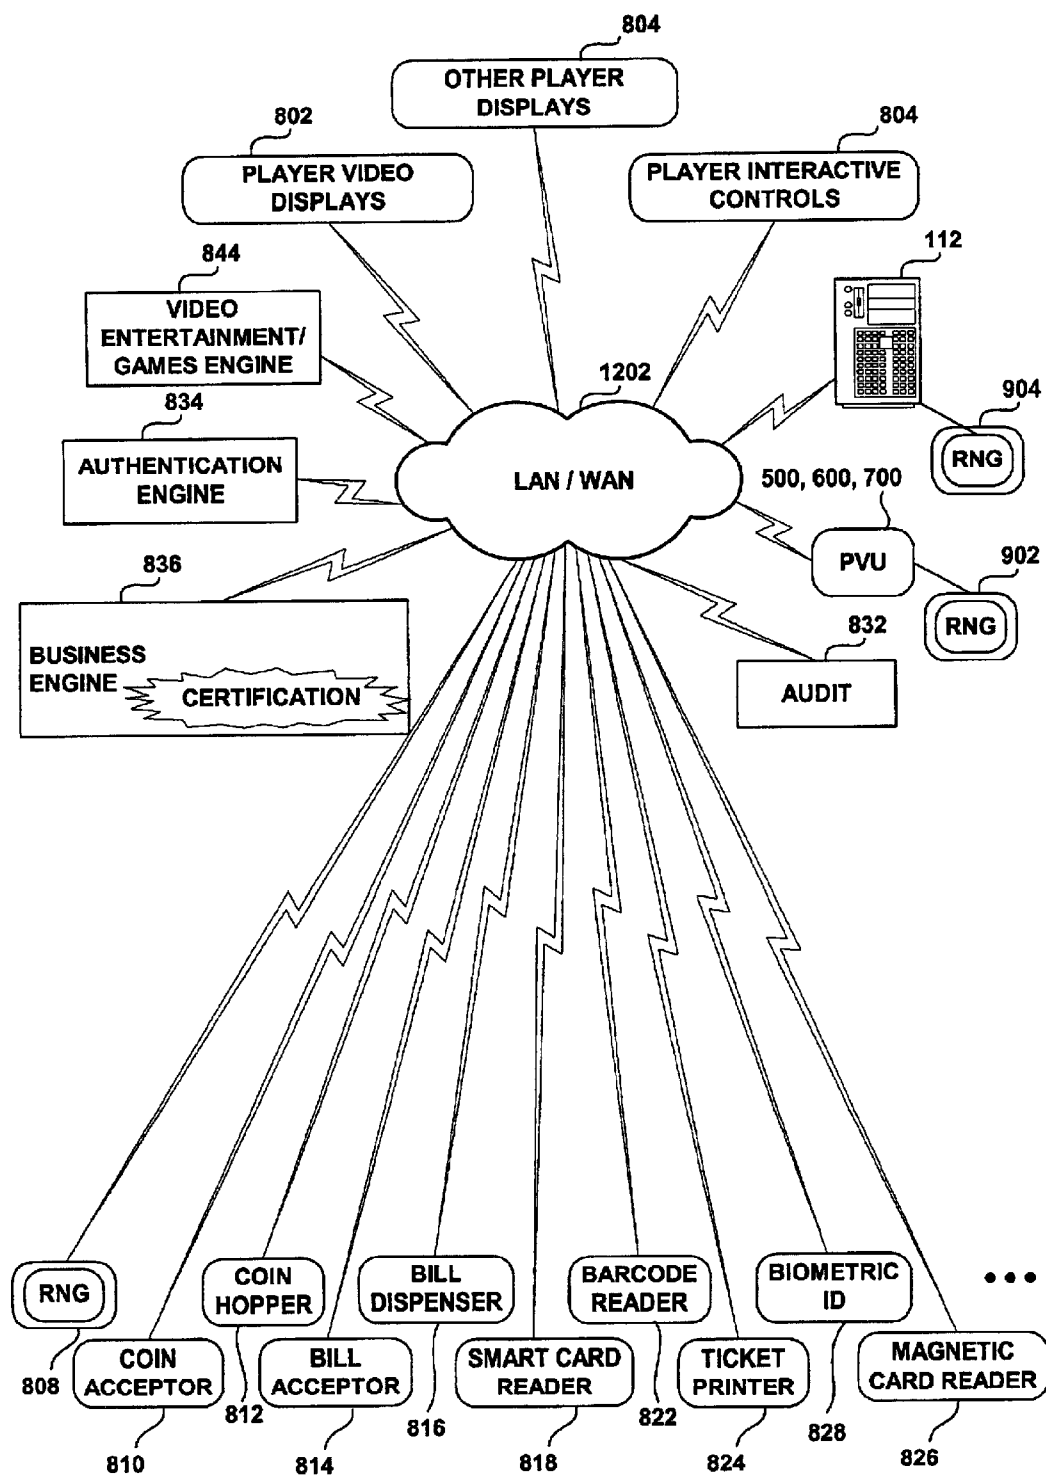 804
OTHER PLAYER
DISPLAYS
802
804
PLAYER VIDEO
DISPLAYS
PLAYER INTERACTIVE
CONTROLS
844
112
VIDEO
ENTERTAINMENT/
GAMES ENGINE
1202
834
904
AUTHENTICATION
ENGINE
LAN / WAN
RNG
500, 600, 700
836
PVU
902
BUSINESS
ENGINE
CERTIFICATION
RNG
832
AUDIT
RNG
COIN
HOPPER
BILL
DISPENSER
BARCODE
READER
BIOMETRIC
ID
•••
COIN
ACCEPTOR
BILL
ACCEPTOR
SMART CARD
READER
TICKET
PRINTER
MAGNETIC
CARD READER
808
812
816
822
828
810
814
818
824
826